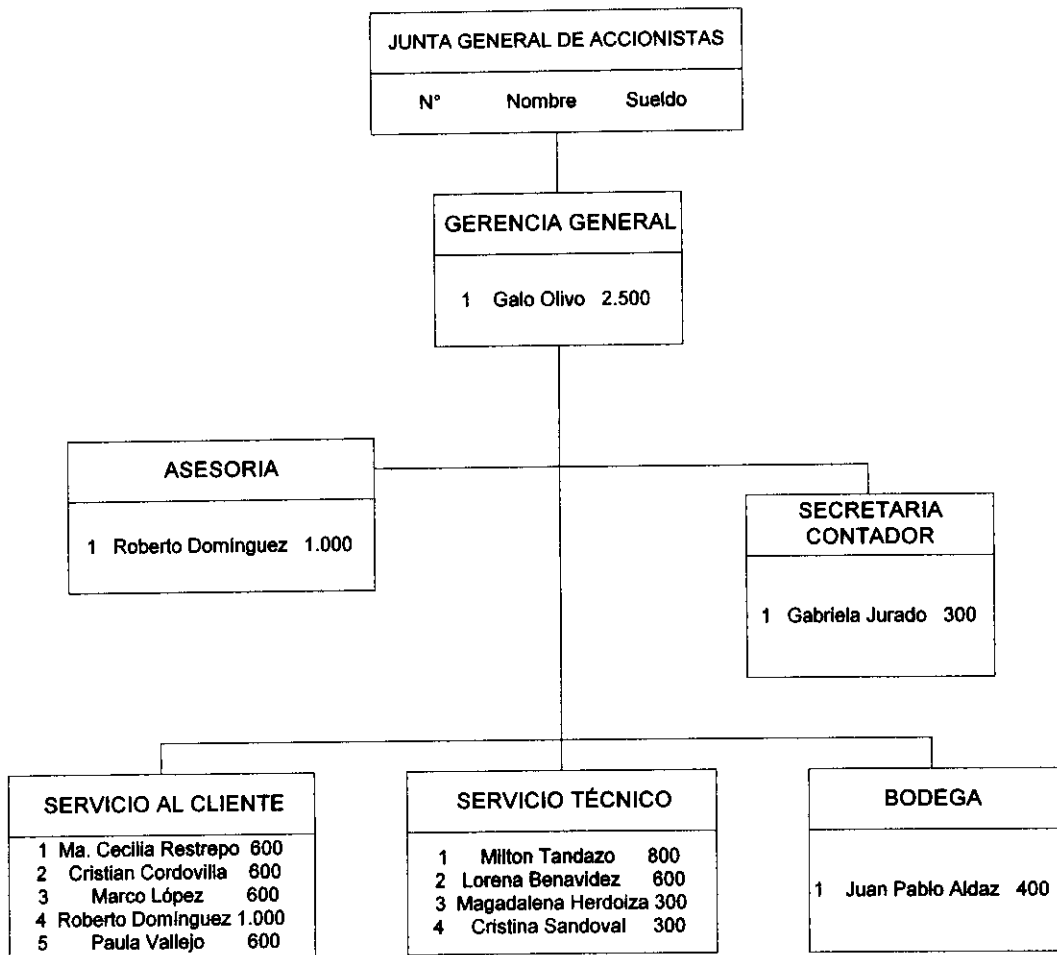 JUNTA GENERAL DE ACCIONISTAS
N° Nombre Sueldo
GERENCIA GENERAL
1 Galo Olivo 2.500
ASESORIA
1 Roberto Domínguez 1.000
SECRETARIA
CONTADOR
1 Gabriela Jurado 300
SERVICIO AL CLIENTE
1 Ma. Cecilia Restrepo 600
2 Cristian Cordovilla 600
3 Marco López 600
4 Roberto Domínguez 1.000
5 Paula Vallejo 600
SERVICIO TÉCNICO
1 Milton Tandazo 800
2 Lorena Benavidez 600
3 Magadalena Herdoiza 300
4 Cristina Sandoval 300
BODEGA
1 Juan Pablo Aldaz 400